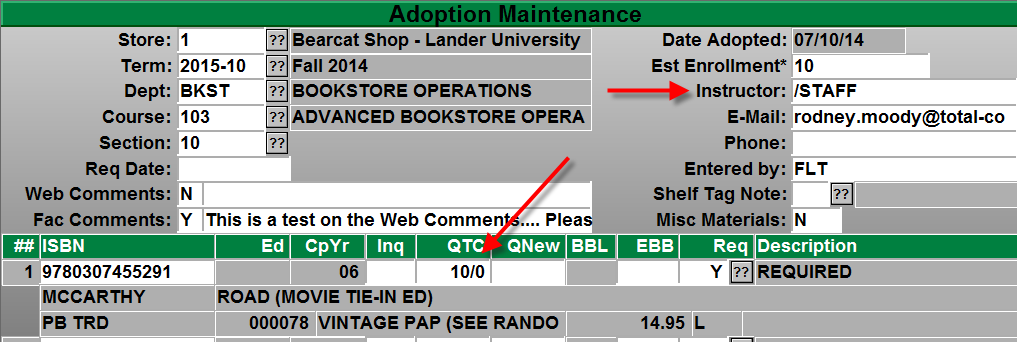 Adoption Maintenance
Store: 1 ?? Bearcat Shop - Lander University Date Adopted: 07/10/14
Term: 2015-10 ?? Fall 2014 Est Enrollment* 10
Dept: BKST ?? BOOKSTORE OPERATIONS Instructor: /STAFF
Course: 103 ?? ADVANCED BOOKSTORE OPERA E-Mail: rodney.moody@total-co
Section: 10 ?? Phone:
Req Date: Entered by: FLT
Web Comments: N Shelf Tag Note: ??
Fac Comments: Y This is a test on the Web Comments.... Pleas Misc Materials: N
## ISBN Ed CpYr Inq QTC QNew BBL EBB Req Description
1 9780307455291 06 10/0 Y ?? REQUIRED
MCCARTHY ROAD (MOVIE TIE-IN ED)
PB TRD 000078 VINTAGE PAP (SEE RANDO 14.95 L